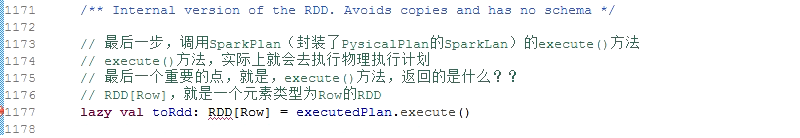 1171 /** Internal version of the RDD. Avoids copies and has no schema */
1172
1173 // 最后一步，调用SparkPlan（封装了PysicalPlan的SparkLan）的execute()方法
1174 // execute()方法，实际上就会去执行物理执行计划
1175 // 最后一个重要的点，就是，execute()方法，返回的是什么？？
1176 // RDD[Row]，就是一个元素类型为Row的RDD
1177 lazy val toRdd: RDD[Row] = executedPlan.execute()
1178